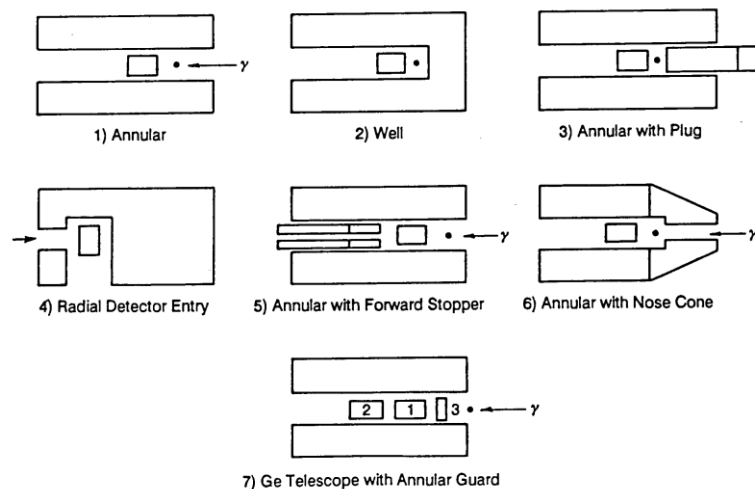 γ
1) Annular
2) Well
3) Annular with Plug
4) Radial Detector Entry
γ
5) Annular with Forward Stopper
γ
6) Annular with Nose Cone
2 1 3 γ
7) Ge Telescope with Annular Guard